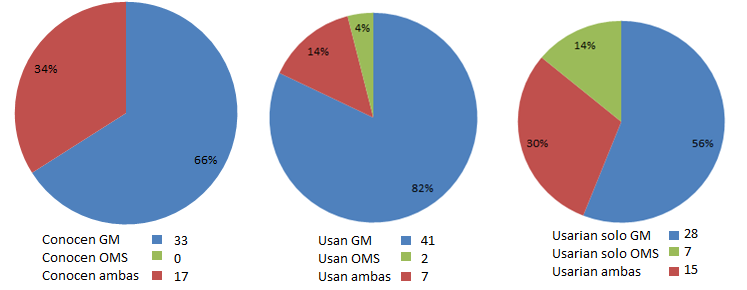 34%
66%
Conocen GM 33
Conocen OMS 0
Conocen ambas 17
4%
14%
82%
Usan GM 41
Usan OMS 2
Usan ambas 7
14%
30%
56%
Usarian solo GM 28
Usarian solo OMS 7
Usarian ambas 15